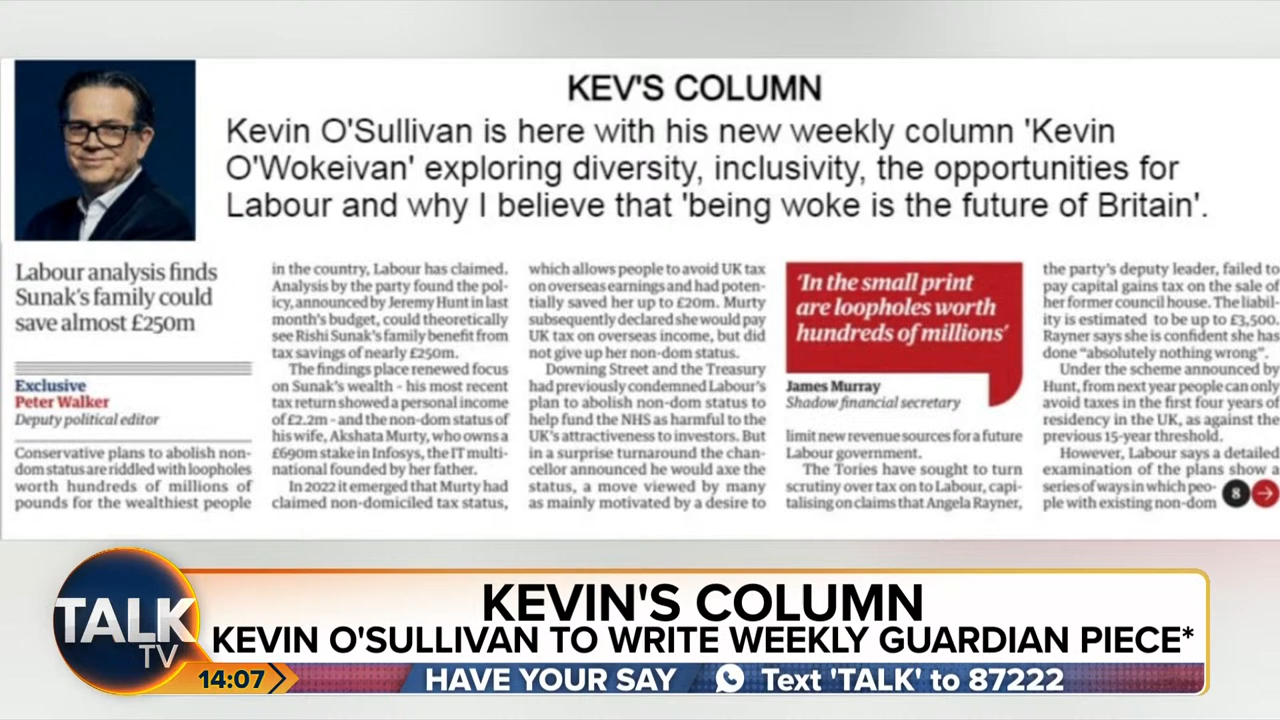 KEV'S COLUMN
Kevin O'Sullivan is here with his new weekly column 'Kevin
O'Wokeivan' exploring diversity, inclusivity, the opportunities for
Labour and why I believe that 'being woke is the future of Britain'.
Labour analysis finds
Sunak's family could
save almost £250m
Exclusive
Peter Walker
Deputy political editor
Conservative plans to abolish non-
dom status are riddled with loopholes
worth hundreds of millions of
pounds for the wealthiest people
in the country, Labour has claimed.
Analysis by the party found the pol-
icy, announced by Jeremy Hunt in last
month's budget, could theoretically
see Rishi Sunak's family benefit from
tax savings of nearly £250m.
The findings place renewed focus
on Sunak's wealth - his most recent
tax return showed a personal income
of £2.2m - and the non-dom status of
his wife, Akshata Murty, who owns a
£690m stake in Infosys, the IT multi-
national founded by her father.
In 2022 it emerged that Murty had
claimed non-domiciled tax status,
which allows people to avoid UK tax
on overseas earnings and had poten-
tially saved her up to £20m. Murty
subsequently declared she would pay
UK tax on overseas income, but did
not give up her non-dom status.
Downing Street and the Treasury
had previously condemned Labour's
plan to abolish non-dom status to
help fund the NHS as harmful to the
UK's attractiveness to investors. But
in a surprise turnaround the chan-
cellor announced he would axe the
status, a move viewed by many
as mainly motivated by a desire to
'In the small print
are loopholes worth
hundreds of millions'
James Murray
Shadow financial secretary
limit new revenue sources for a future
Labour government.
The Tories have sought to turn
scrutiny over tax on to Labour, capi-
talising on claims that Angela Rayner,
the party's deputy leader, failed to
pay capital gains tax on the sale of
her former council house. The liabil-
ity is estimated to be up to £3,500.
Rayner says she is confident she has
done "absolutely nothing wrong".
Under the scheme announced by
Hunt, from next year people can only
avoid taxes in the first four years of
residency in the UK, as against the
previous 15-year threshold.
However, Labour says a detailed
examination of the plans show a
series of ways in which peo-
ple with existing non-dom
8
KEVIN'S COLUMN
KEVIN O'SULLIVAN TO WRITE WEEKLY GUARDIAN PIECE*
TALK
TV
14:07
HAVE YOUR SAY
Text 'TALK' to 87222